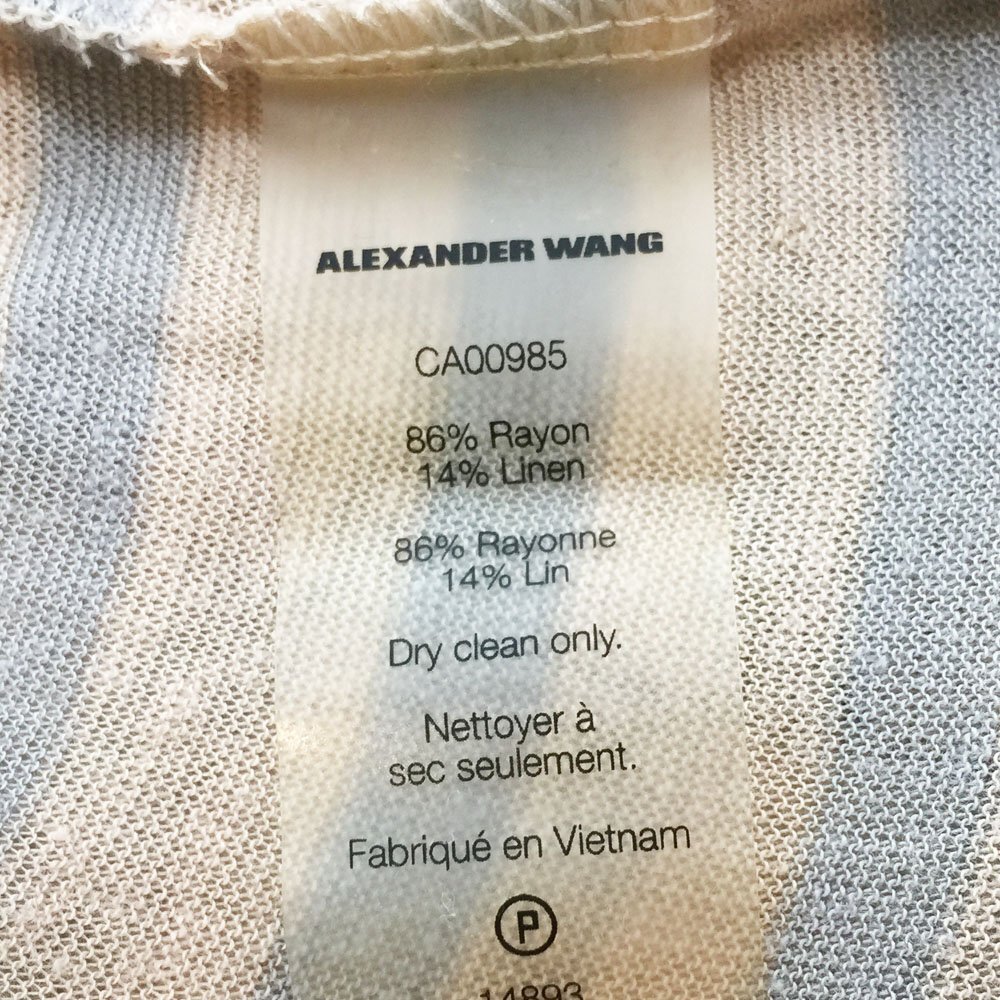 ALEXANDER WANG
CA00985
86% Rayon
14% Linen
86% Rayonne
14% Lin
Dry clean only.
Nettoyer à
sec seulement.
Fabriqué en Vietnam
P
14893